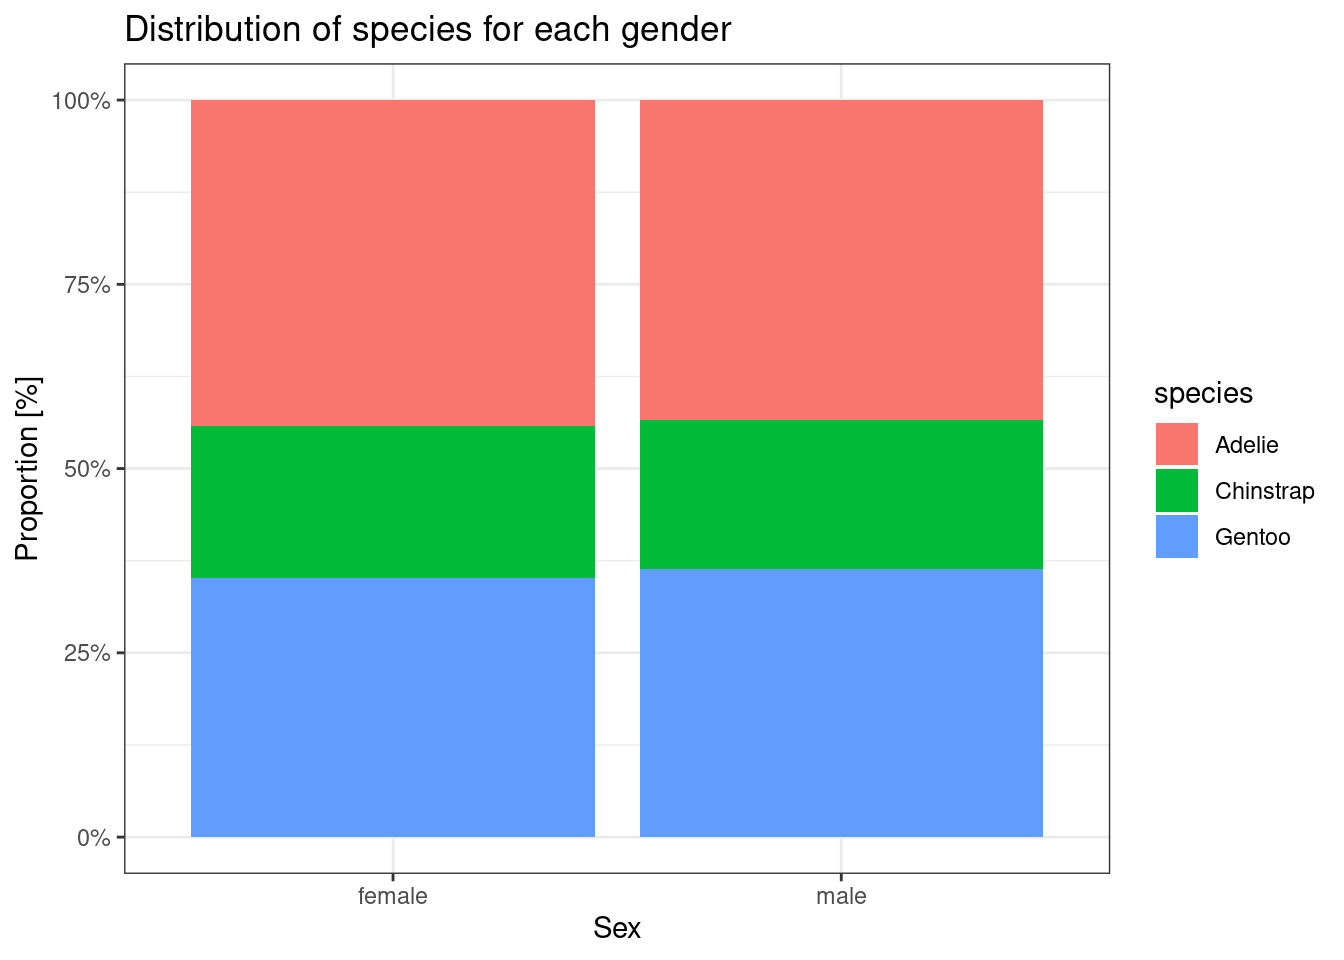 Distribution of species for each gender
100%
75%
50%
25%
0%
Proportion [%]
female
male
Sex
species
Adelie
Chinstrap
Gentoo